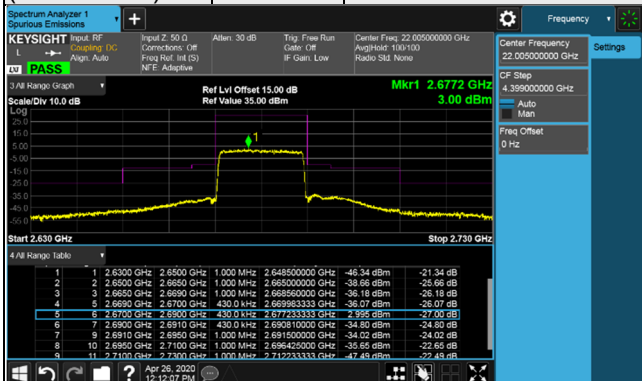 Spectrum Analyzer 1
Spurious Emissions
Frequency
KEYSIGHT
L
PASS
Input: RF
Coupling: DC
Align: Auto
Input Z: 50 Ω
Corrections: Off
Freq Ref: Int (S)
NFE: Adaptive
Atten: 30 dB
Trig: Free Run
Gate: Off
IF Gain: Low
Center Freq: 22.005000000 GHz
Avg|Hold: 100/100
Radio Std: None
Center Frequency
22.005000000 GHz
Settings
CF Step
4.399000000 GHz
Auto
Man
Freq Offset
0 Hz
3 All Range Graph
Scale/Div 10.0 dB
Ref Lvl Offset 15.00 dB
Ref Value 35.00 dBm
Mkr1 2.6772 GHz
3.00 dBm
Log
25.0
15.0
5.00
-5.00
-15.0
-25.0
-35.0
-45.0
-55.0
1
Start 2.630 GHz
Stop 2.730 GHz
4 All Range Table
1 1 2.6300 GHz 2.6500 GHz 1.000 MHz 2.648500000 GHz -46.34 dBm -21.34 dB
2 2 2.6500 GHz 2.6650 GHz 1.000 MHz 2.665000000 GHz -38.66 dBm -25.66 dB
3 3 2.6650 GHz 2.6690 GHz 1.000 MHz 2.668560000 GHz -36.18 dBm -26.18 dB
4 5 2.6690 GHz 2.6700 GHz 430.0 kHz 2.669983333 GHz -36.07 dBm -26.07 dB
5 6 2.6700 GHz 2.6900 GHz 430.0 kHz 2.677233333 GHz 2.995 dBm -27.00 dB
6 7 2.6900 GHz 2.6910 GHz 430.0 kHz 2.690810000 GHz -34.80 dBm -24.80 dB
7 9 2.6910 GHz 2.6950 GHz 1.000 MHz 2.691500000 GHz -34.02 dBm -24.02 dB
8 10 2.6950 GHz 2.7100 GHz 1.000 MHz 2.696425000 GHz -35.65 dBm -22.65 dB
9 11 2.7100 GHz 2.7300 GHz 1.000 MHz 2.712233333 GHz -47.49 dBm -22.49 dB
Apr 26, 2020
12:12:07 PM